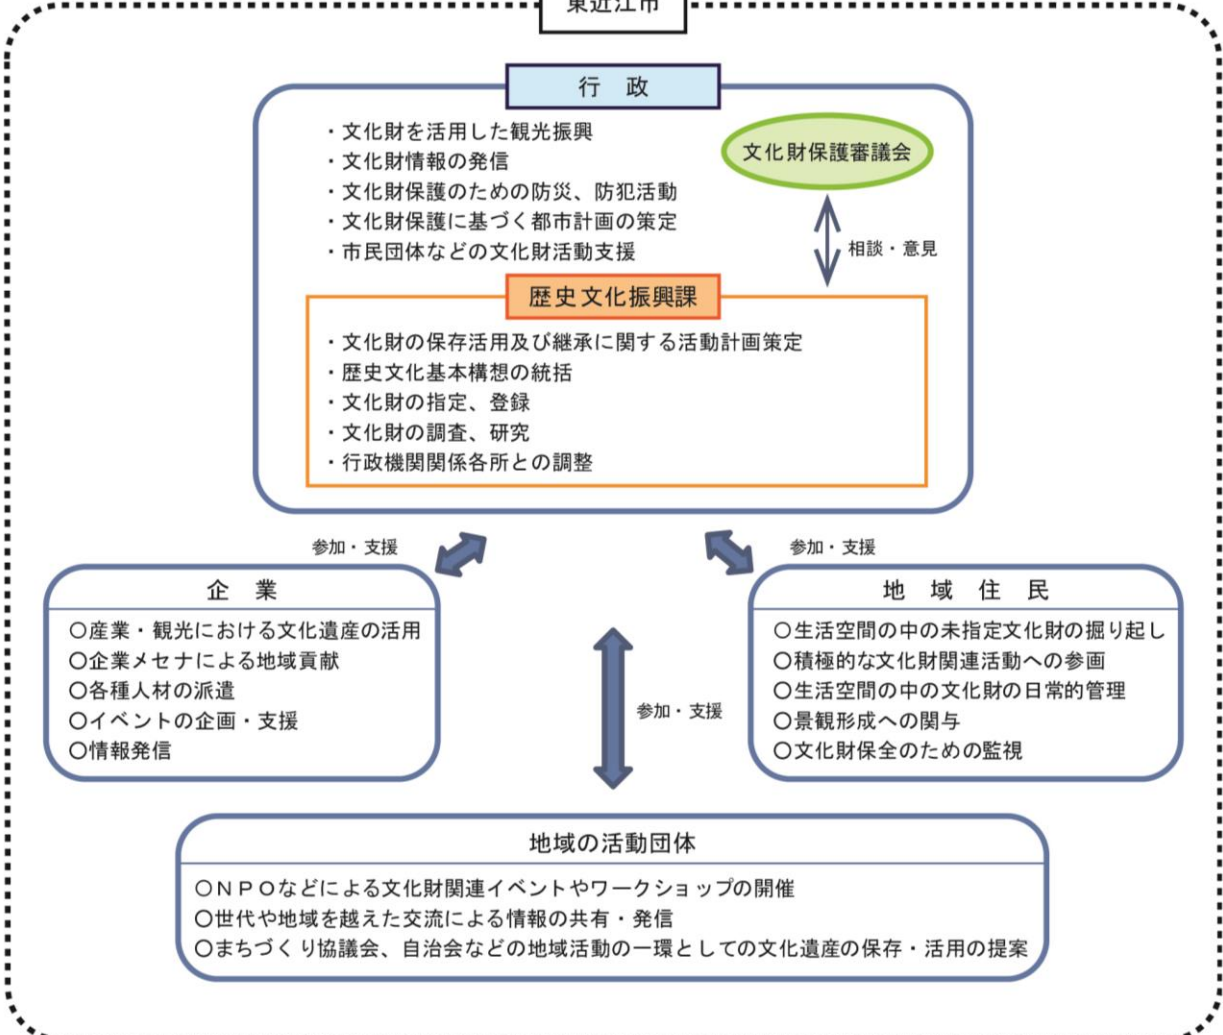 東近江市
行　政
・文化財を活用した観光振興
・文化財情報の発信
・文化財保護のための防災、防犯活動
・文化財保護に基づく都市計画の策定
・市民団体などの文化財活動支援
文化財保護審議会
相談・意見
歴史文化振興課
・文化財の保存活用及び継承に関する活動計画策定
・歴史文化基本構想の統括
・文化財の指定、登録
・文化財の調査、研究
・行政機関関係各所との調整
参加・支援
参加・支援
企　業
○産業・観光における文化遺産の活用
○企業メセナによる地域貢献
○各種人材の派遣
○イベントの企画・支援
○情報発信
参加・支援
地　域　住　民
○生活空間の中の未指定文化財の掘り起し
○積極的な文化財関連活動への参画
○生活空間の中の文化財の日常的管理
○景観形成への関与
○文化財保全のための監視
地域の活動団体
○ＮＰＯなどによる文化財関連イベントやワークショップの開催
○世代や地域を越えた交流による情報の共有・発信
○まちづくり協議会、自治会などの地域活動の一環としての文化遺産の保存・活用の提案